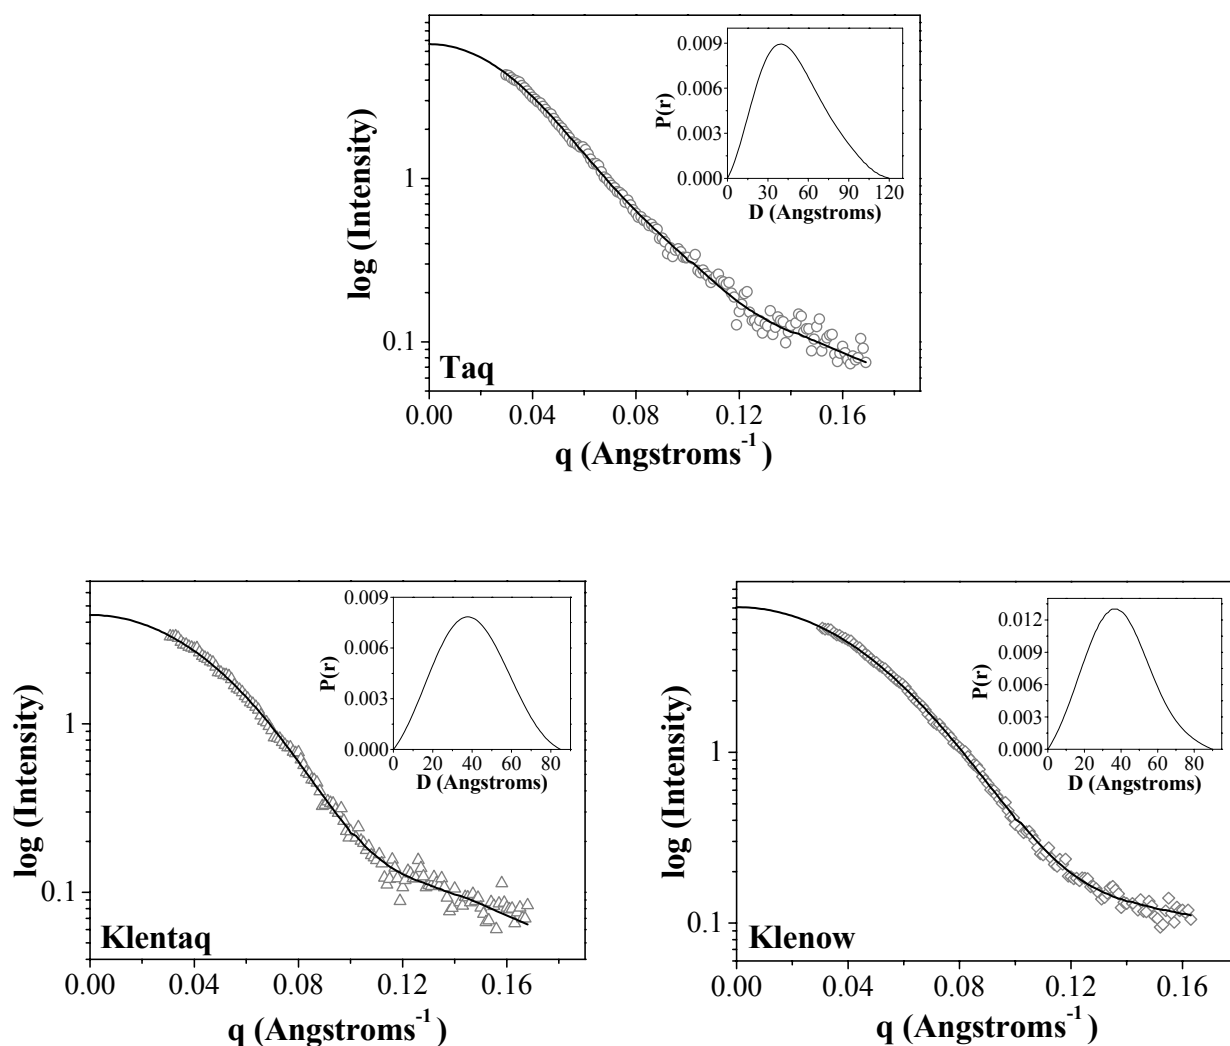 log (Intensity)
1
0.1
Taq
0.00 0.04 0.08 0.12 0.16
q (Angstroms⁻¹)
P(r)
0.009
0.006
0.003
0.000
0 30 60 90 120
D (Angstroms)
log (Intensity)
1
0.1
Klentaq
0.00 0.04 0.08 0.12 0.16
q (Angstroms⁻¹)
P(r)
0.009
0.006
0.003
0.000
0 20 40 60 80
D (Angstroms)
log (Intensity)
1
0.1
Klenow
0.00 0.04 0.08 0.12 0.16
q (Angstroms⁻¹)
P(r)
0.012
0.009
0.006
0.003
0.000
0 20 40 60 80
D (Angstroms)